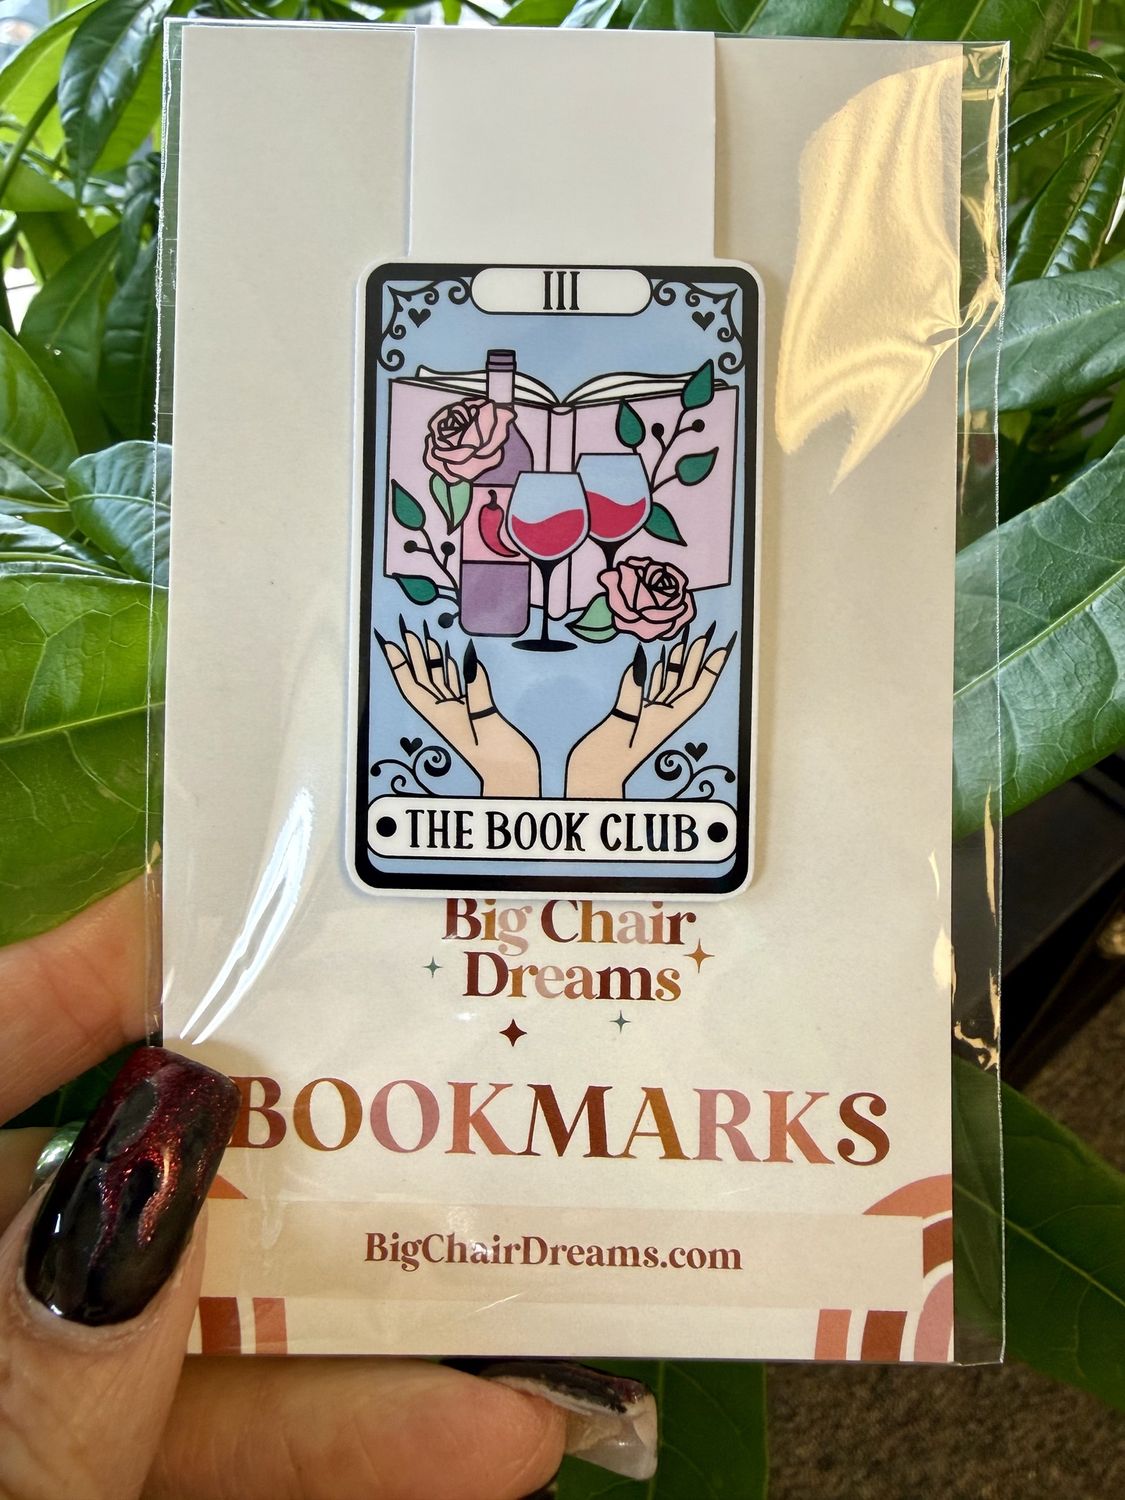 III
THE BOOK CLUB
Big Chair
Dreams
BOOKMARKS
BigChairDreams.com